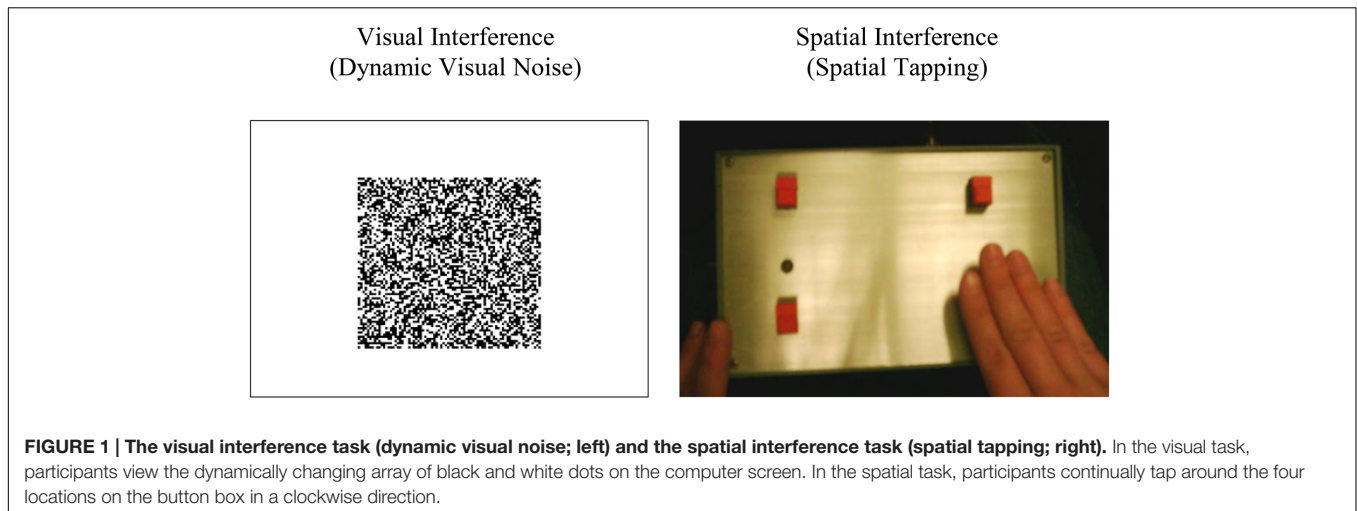 Visual Interference
(Dynamic Visual Noise)
Spatial Interference
(Spatial Tapping)
FIGURE 1 | The visual interference task (dynamic visual noise; left) and the spatial interference task (spatial tapping; right). In the visual task,
participants view the dynamically changing array of black and white dots on the computer screen. In the spatial task, participants continually tap around the four
locations on the button box in a clockwise direction.